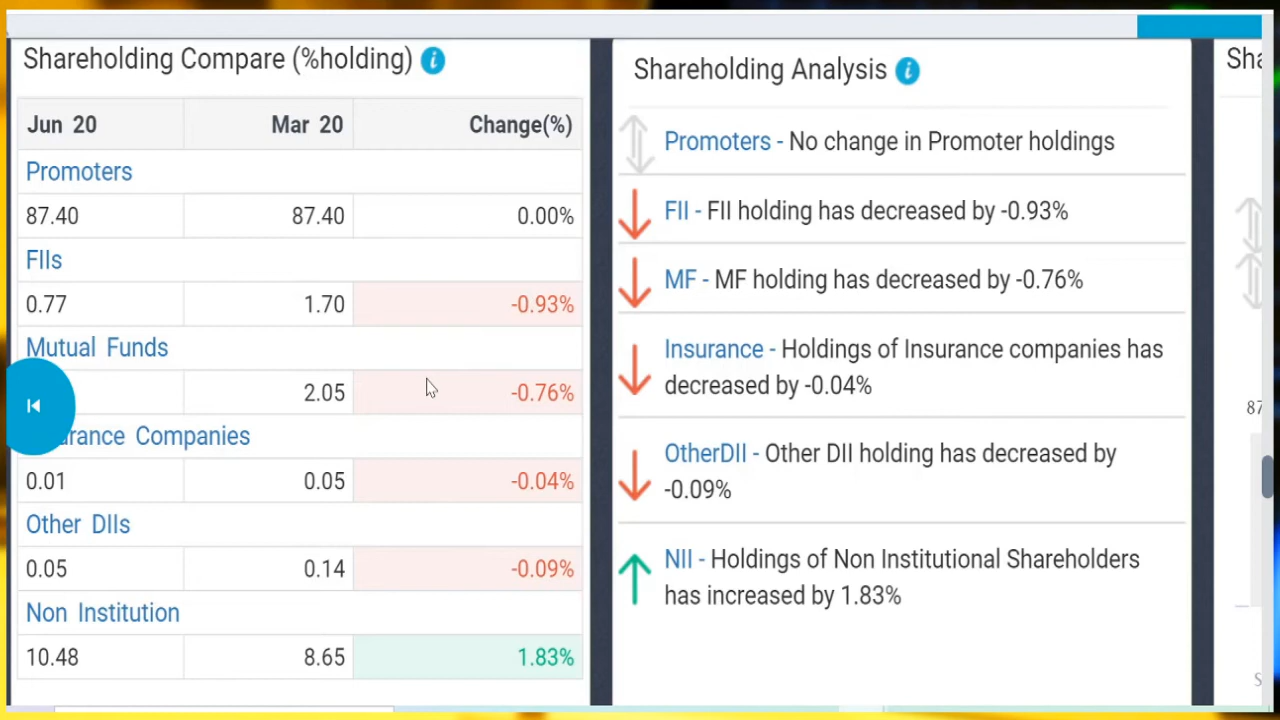 Shareholding Compare (%holding) i
Jun 20 Mar 20 Change(%)
Promoters
87.40 87.40 0.00%
FIIs
0.77 1.70 -0.93%
Mutual Funds
2.05 -0.76%
Companies
0.01 0.05 -0.04%
Other DIIs
0.05 0.14 -0.09%
Non Institution
10.48 8.65 1.83%
Shareholding Analysis i
Promoters - No change in Promoter holdings
FII - FII holding has decreased by -0.93%
MF - MF holding has decreased by -0.76%
Insurance - Holdings of Insurance companies has
decreased by -0.04%
OtherDII - Other DII holding has decreased by
-0.09%
NII - Holdings of Non Institutional Shareholders
has increased by 1.83%
87